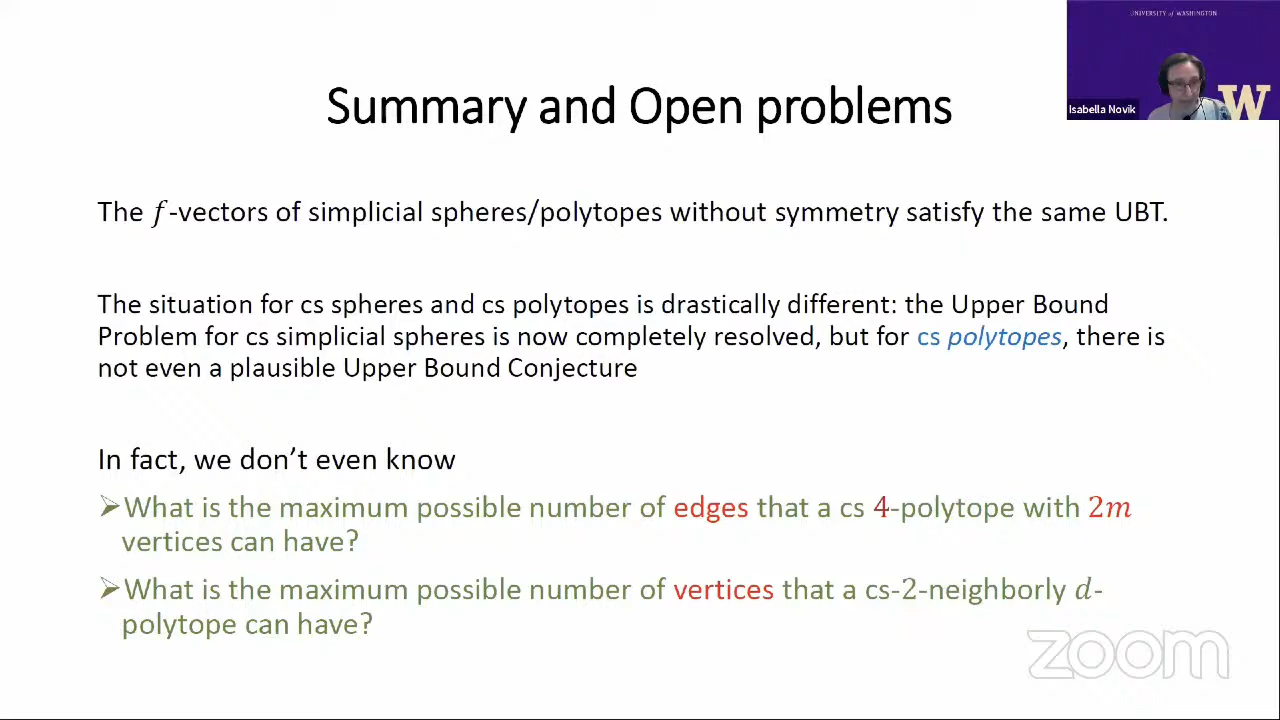 UNIVERSITY of WASHINGTON
Isabella Novik
W
Summary and Open problems
The f-vectors of simplicial spheres/polytopes without symmetry satisfy the same UBT.
The situation for cs spheres and cs polytopes is drastically different: the Upper Bound
Problem for cs simplicial spheres is now completely resolved, but for cs polytopes, there is
not even a plausible Upper Bound Conjecture
In fact, we don’t even know
➢What is the maximum possible number of edges that a cs 4-polytope with 2m
vertices can have?
➢What is the maximum possible number of vertices that a cs-2-neighborly d-
polytope can have?
zoom